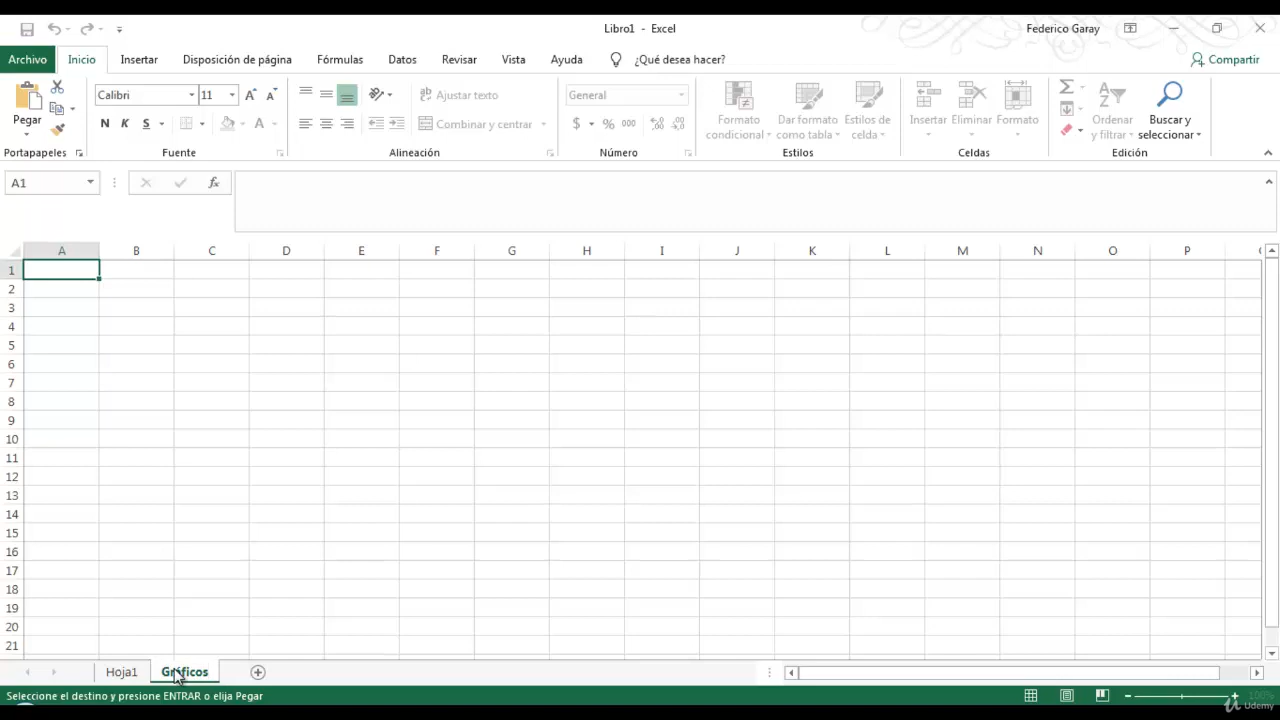 Libro1 - Excel
Federico Garay
Archivo Inicio Insertar Disposición de página Fórmulas Datos Revisar Vista Ayuda ¿Qué desea hacer? Compartir
Pegar
Calibri 11 A A
N K S A
Ajustar texto
Combinar y centrar
General
$ % 000
Formato condicional
Dar formato como tabla
Estilos de celda
Insertar
Eliminar
Formato
Ordenar y filtrar
Buscar y seleccionar
Portapapeles Fuente Alineación Número Estilos Celdas Edición
A1 fx
A B C D E F G H I J K L M N O P
1
2
3
4
5
6
7
8
9
10
11
12
13
14
15
16
17
18
19
20
21
Hoja1 Gráficos
Seleccione el destino y presione ENTRAR o elija Pegar
100%
Udemy